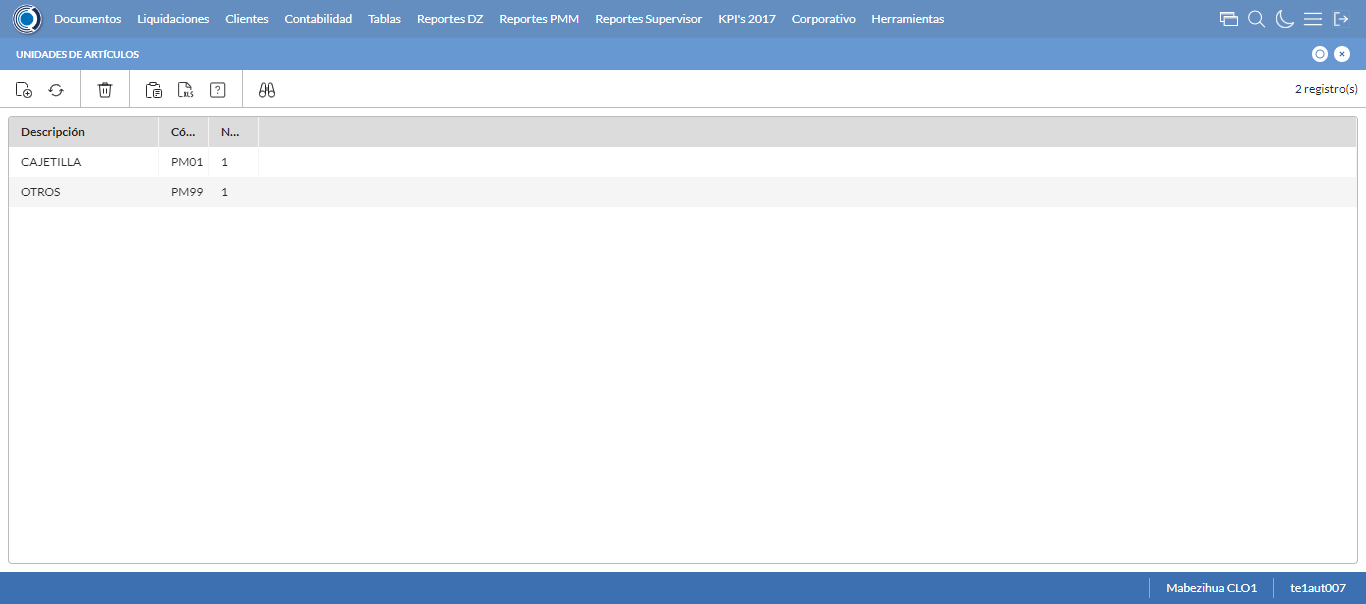 Documentos Liquidaciones Clientes Contabilidad Tablas Reportes DZ Reportes PMM Reportes Supervisor KPI's 2017 Corporativo Herramientas
UNIDADES DE ARTÍCULOS
XLS ? 2 registro(s)
Descripción Có... N...
CAJETILLA PM01 1
OTROS PM99 1
Mabezihua CLO1 te1aut007